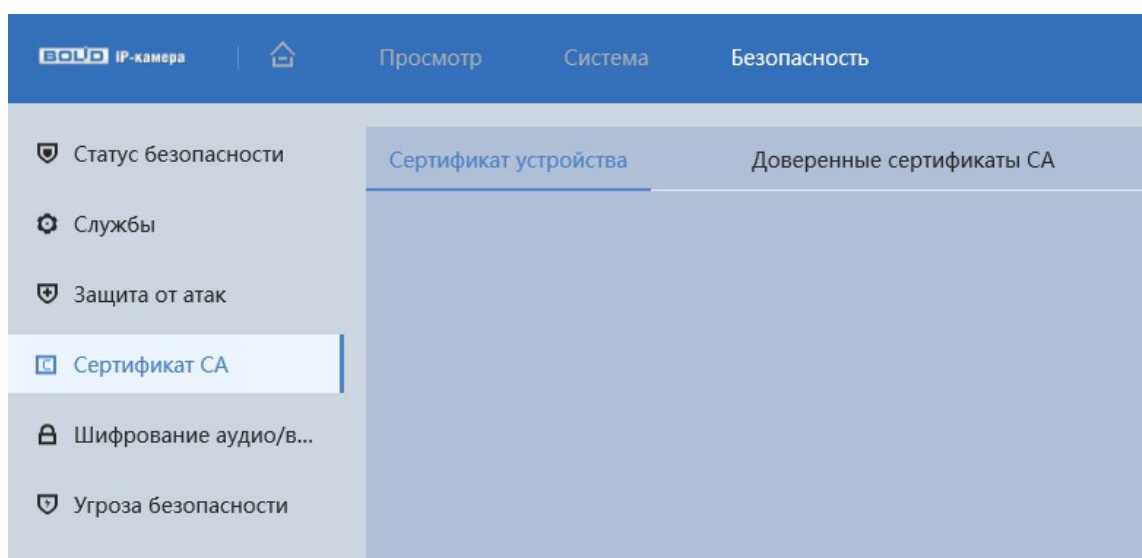 BOLID IP-камера
Просмотр Система Безопасность
Статус безопасности
Службы
Защита от атак
Сертификат CA
Шифрование аудио/в...
Угроза безопасности
Сертификат устройства Доверенные сертификаты CA